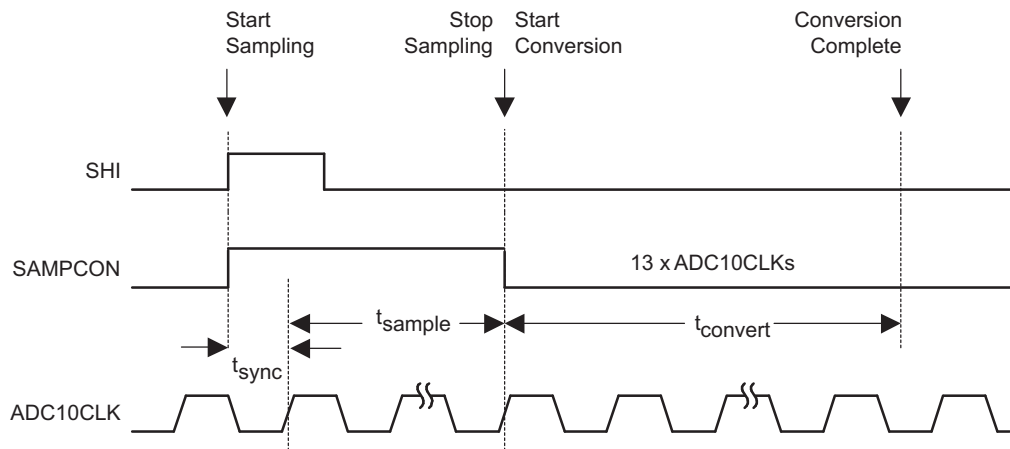 Start
Sampling
Stop
Sampling
Start
Conversion
Conversion
Complete
SHI
SAMPCON
13 x ADC10CLKs
tsample
tconvert
tsync
ADC10CLK